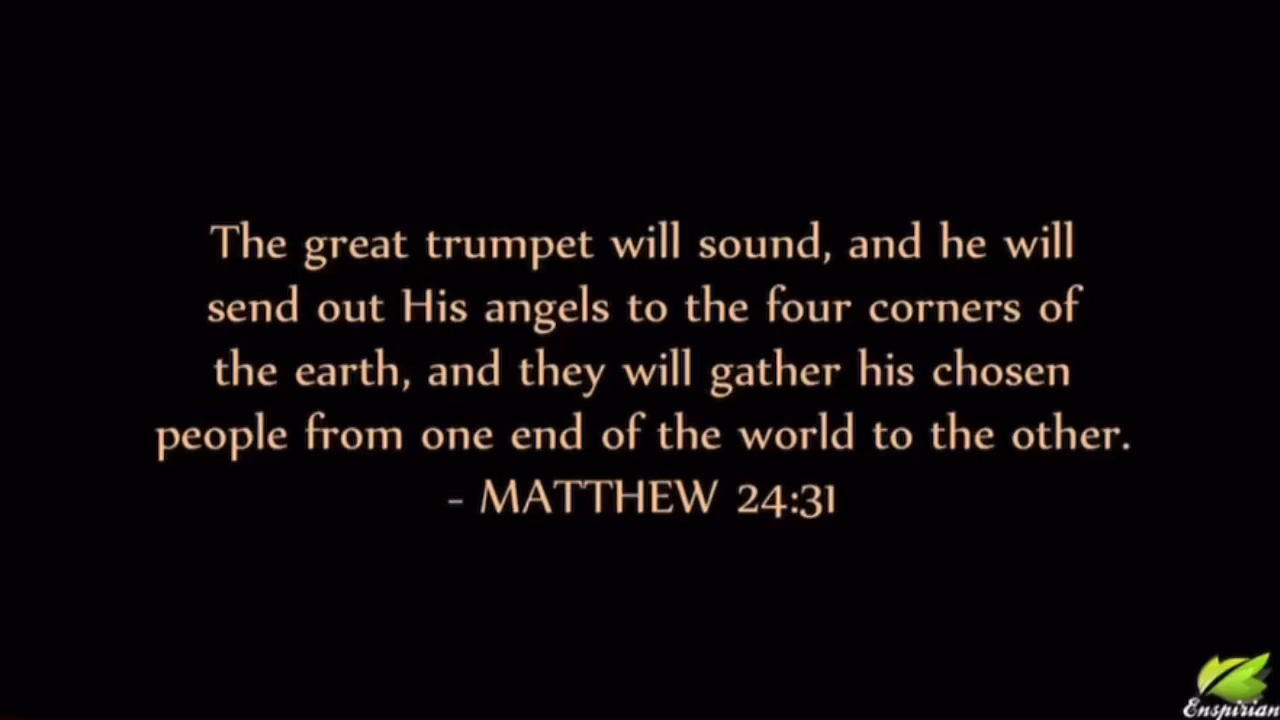 The great trumpet will sound, and he will
send out His angels to the four corners of
the earth, and they will gather his chosen
people from one end of the world to the other.
- MATTHEW 24:31
Enspirian